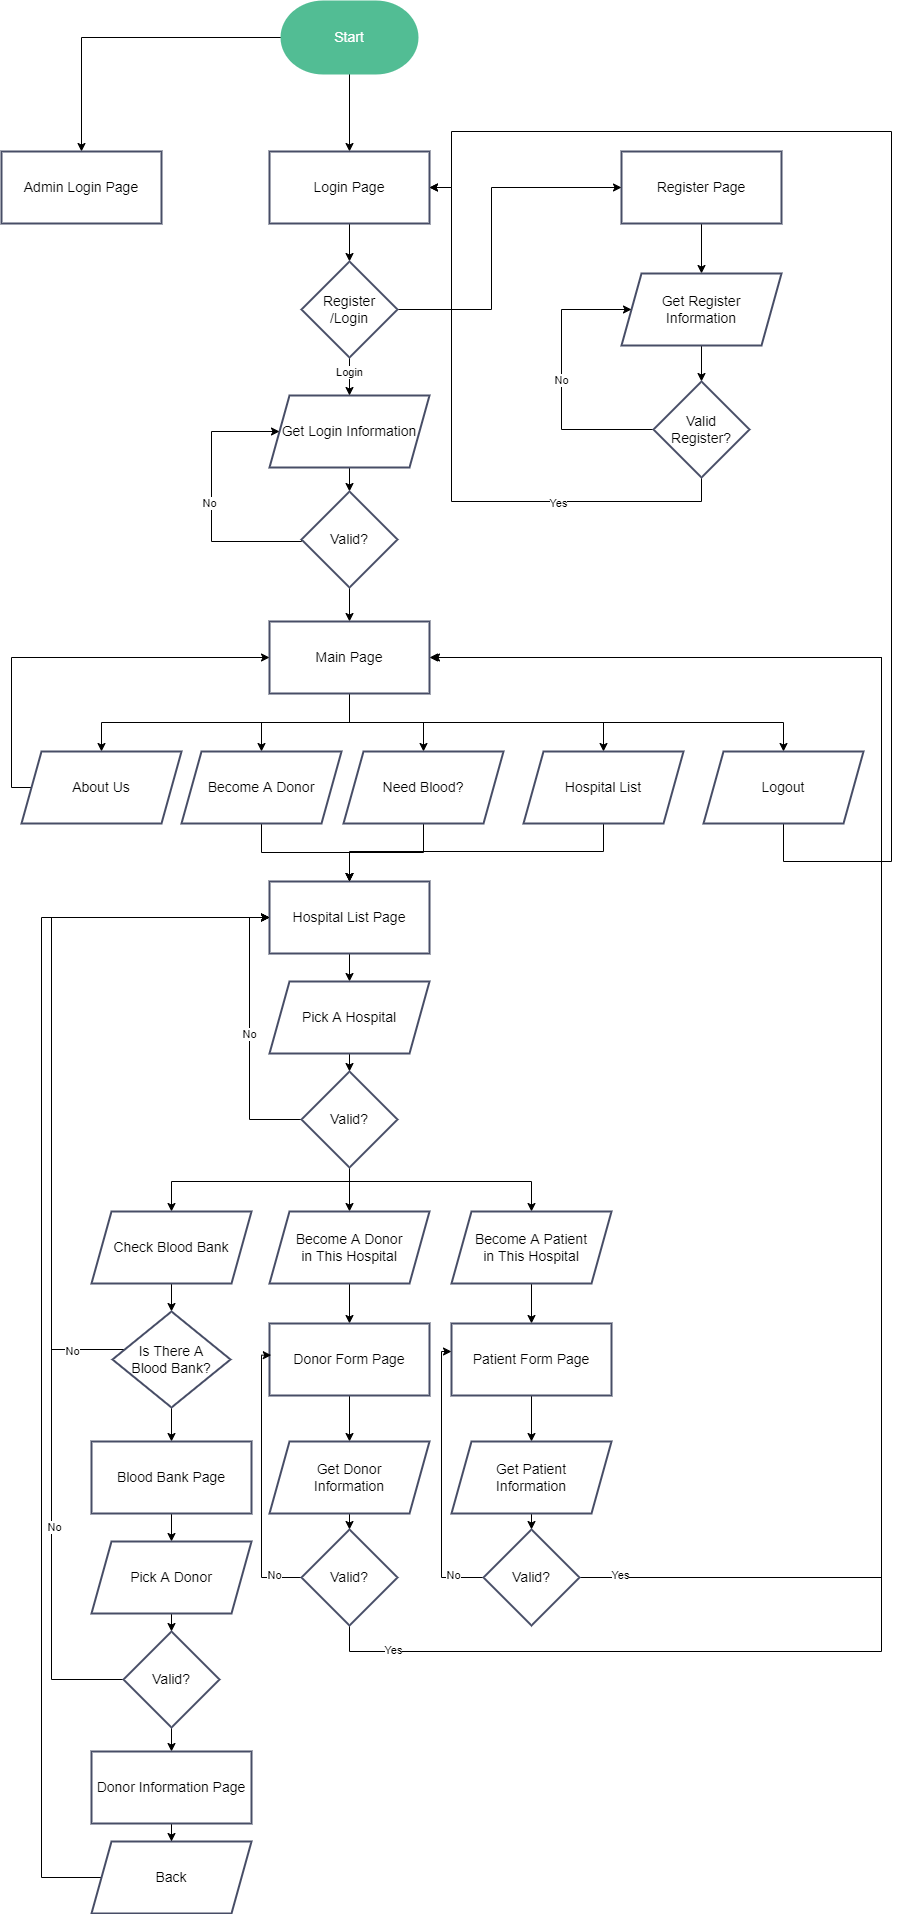 Start
Admin Login Page
Login Page
Register Page
Register
/Login
Get Register
Information
Login
No
Valid
Register?
Get Login Information
No
Yes
Valid?
Main Page
About Us
Become A Donor
Need Blood?
Hospital List
Logout
Hospital List Page
Pick A Hospital
No
Valid?
Check Blood Bank
Become A Donor
in This Hospital
Become A Patient
in This Hospital
No
Is There A
Blood Bank?
Donor Form Page
Patient Form Page
Blood Bank Page
Get Donor
Information
Get Patient
Information
No
Pick A Donor
No
Valid?
No
Valid?
Yes
Yes
Valid?
Donor Information Page
Back